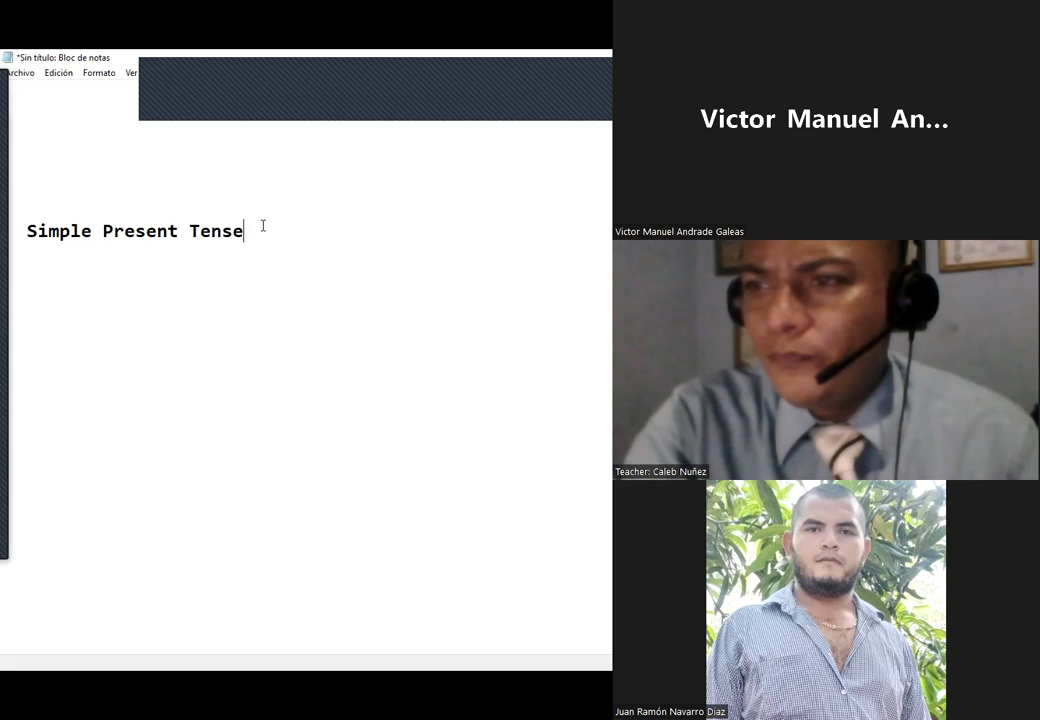 *Sin título: Bloc de notas
Archivo Edición Formato Ver
Simple Present Tense
Victor Manuel An...
Victor Manuel Andrade Galeas
Teacher: Caleb Nuñez
Juan Ramón Navarro Diaz